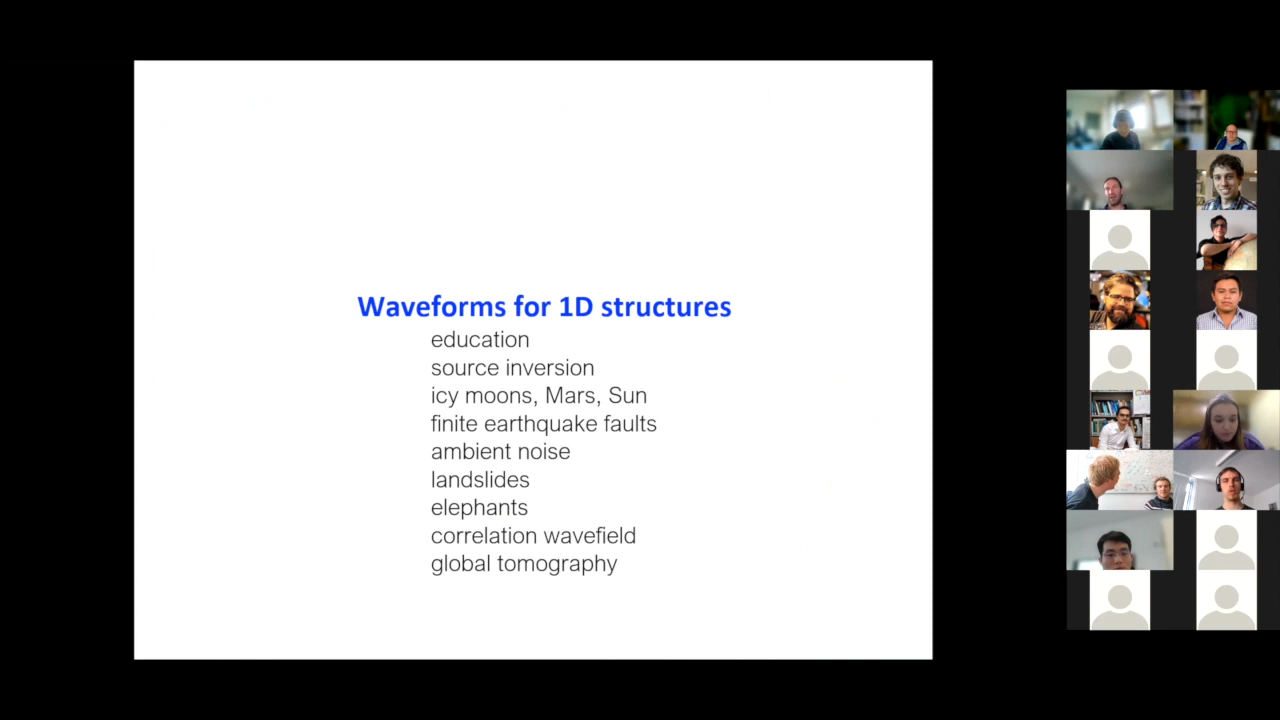 Waveforms for 1D structures
education
source inversion
icy moons, Mars, Sun
finite earthquake faults
ambient noise
landslides
elephants
correlation wavefield
global tomography